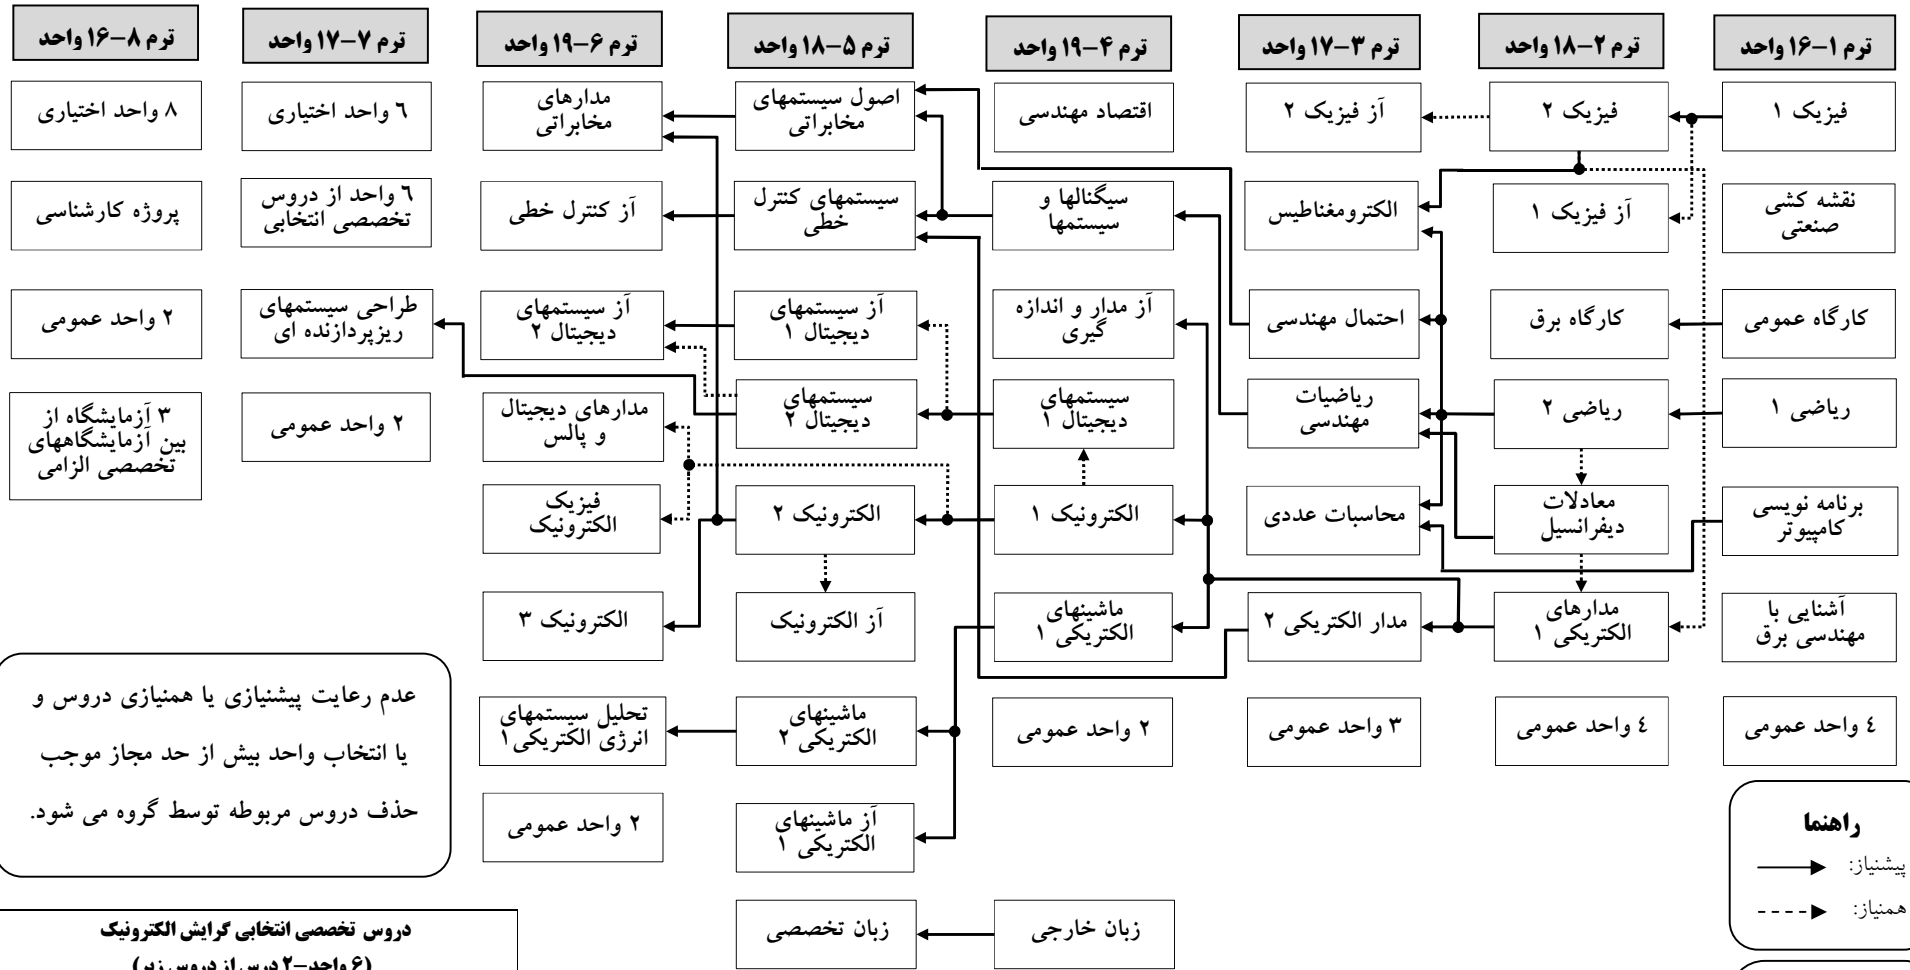 ترم ۱–۱۶ واحد
ترم ۲–۱۸ واحد
ترم ۳–۱۷ واحد
ترم ۴–۱۹ واحد
ترم ۵–۱۸ واحد
ترم ۶–۱۹ واحد
ترم ۷–۱۷ واحد
ترم ۸–۱۶ واحد
فیزیک ۱
نقشه کشی
صنعتی
کارگاه عمومی
ریاضی ۱
برنامه نویسی
کامپیوتر
آشنایی با
مهندسی برق
٤ واحد عمومی
فیزیک ۲
آز فیزیک ۱
کارگاه برق
ریاضی ۲
معادلات
دیفرانسیل
مدارهای
الکتریکی ۱
٤ واحد عمومی
آز فیزیک ۲
الکترومغناطیس
احتمال مهندسی
ریاضیات
مهندسی
محاسبات عددی
مدار الکتریکی ۲
۳ واحد عمومی
اقتصاد مهندسی
سیگنالها و
سیستمها
آز مدار و اندازه
گیری
سیستمهای
دیجیتال ۱
الکترونیک ۱
ماشینهای
الکتریکی ۱
۲ واحد عمومی
زبان خارجی
اصول سیستمهای
مخابراتی
سیستمهای کنترل
خطی
آز سیستمهای
دیجیتال ۱
سیستمهای
دیجیتال ۲
الکترونیک ۲
آز الکترونیک
ماشینهای
الکتریکی ۲
آز ماشینهای
الکتریکی ۱
زبان تخصصی
مدارهای
مخابراتی
آز کنترل خطی
آز سیستمهای
دیجیتال ۲
مدارهای دیجیتال
و پالس
فیزیک
الکترونیک
الکترونیک ۳
تحلیل سیستمهای
انرژی الکتریکی۱
۲ واحد عمومی
٦ واحد اختیاری
٦ واحد از دروس
تخصصی انتخابی
طراحی سیستمهای
ریزپردازنده ای
۲ واحد عمومی
۸ واحد اختیاری
پروژه کارشناسی
۲ واحد عمومی
۳ آزمایشگاه از
بین آزمایشگاههای
تخصصی الزامی
عدم رعایت پیشنیازی یا همنیازی دروس و
یا انتخاب واحد بیش از حد مجاز موجب
حذف دروس مربوطه توسط گروه می شود.
راهنما
پیشنیاز:
همنیاز:
دروس تخصصی انتخابی گرایش الکترونیک
(۶ واحد–۲ درس از دروس زیر)